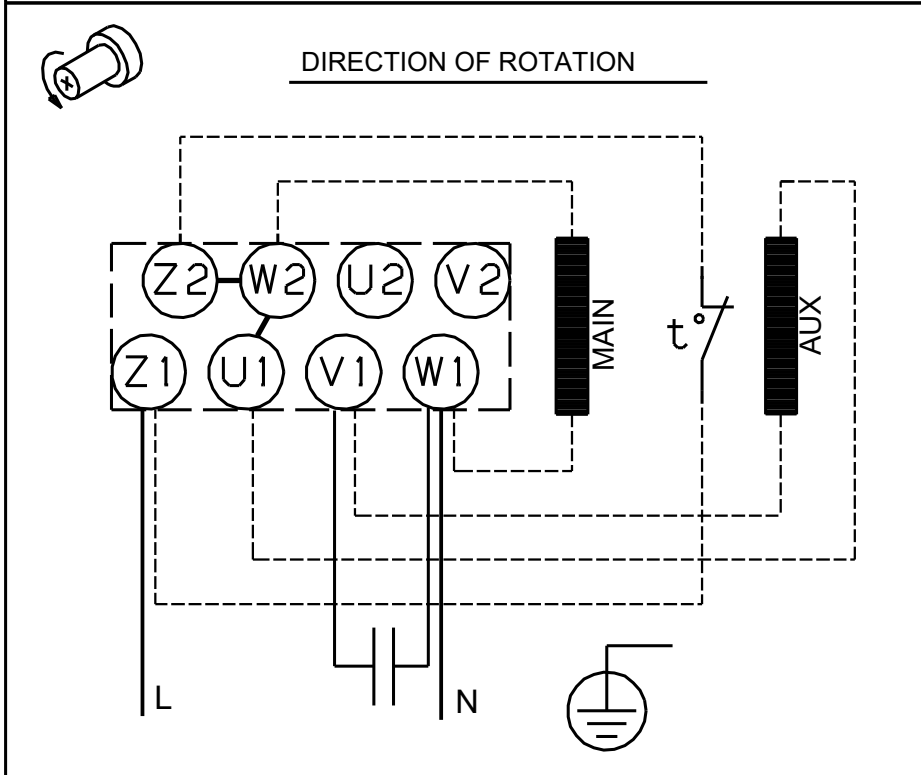 DIRECTION OF ROTATION
Z2 W2 U2 V2
Z1 U1 V1 W1
MAIN
t°
AUX
L
N